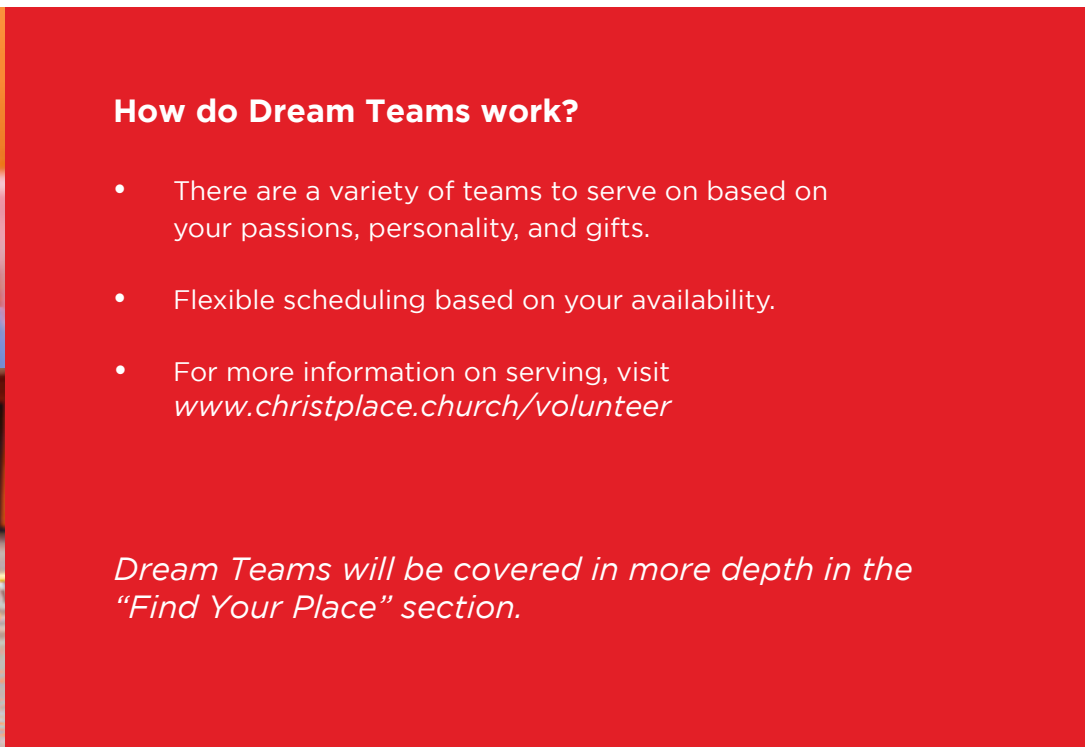 How do Dream Teams work?
• There are a variety of teams to serve on based on
your passions, personality, and gifts.
• Flexible scheduling based on your availability.
• For more information on serving, visit
www.christplace.church/volunteer
Dream Teams will be covered in more depth in the
“Find Your Place” section.